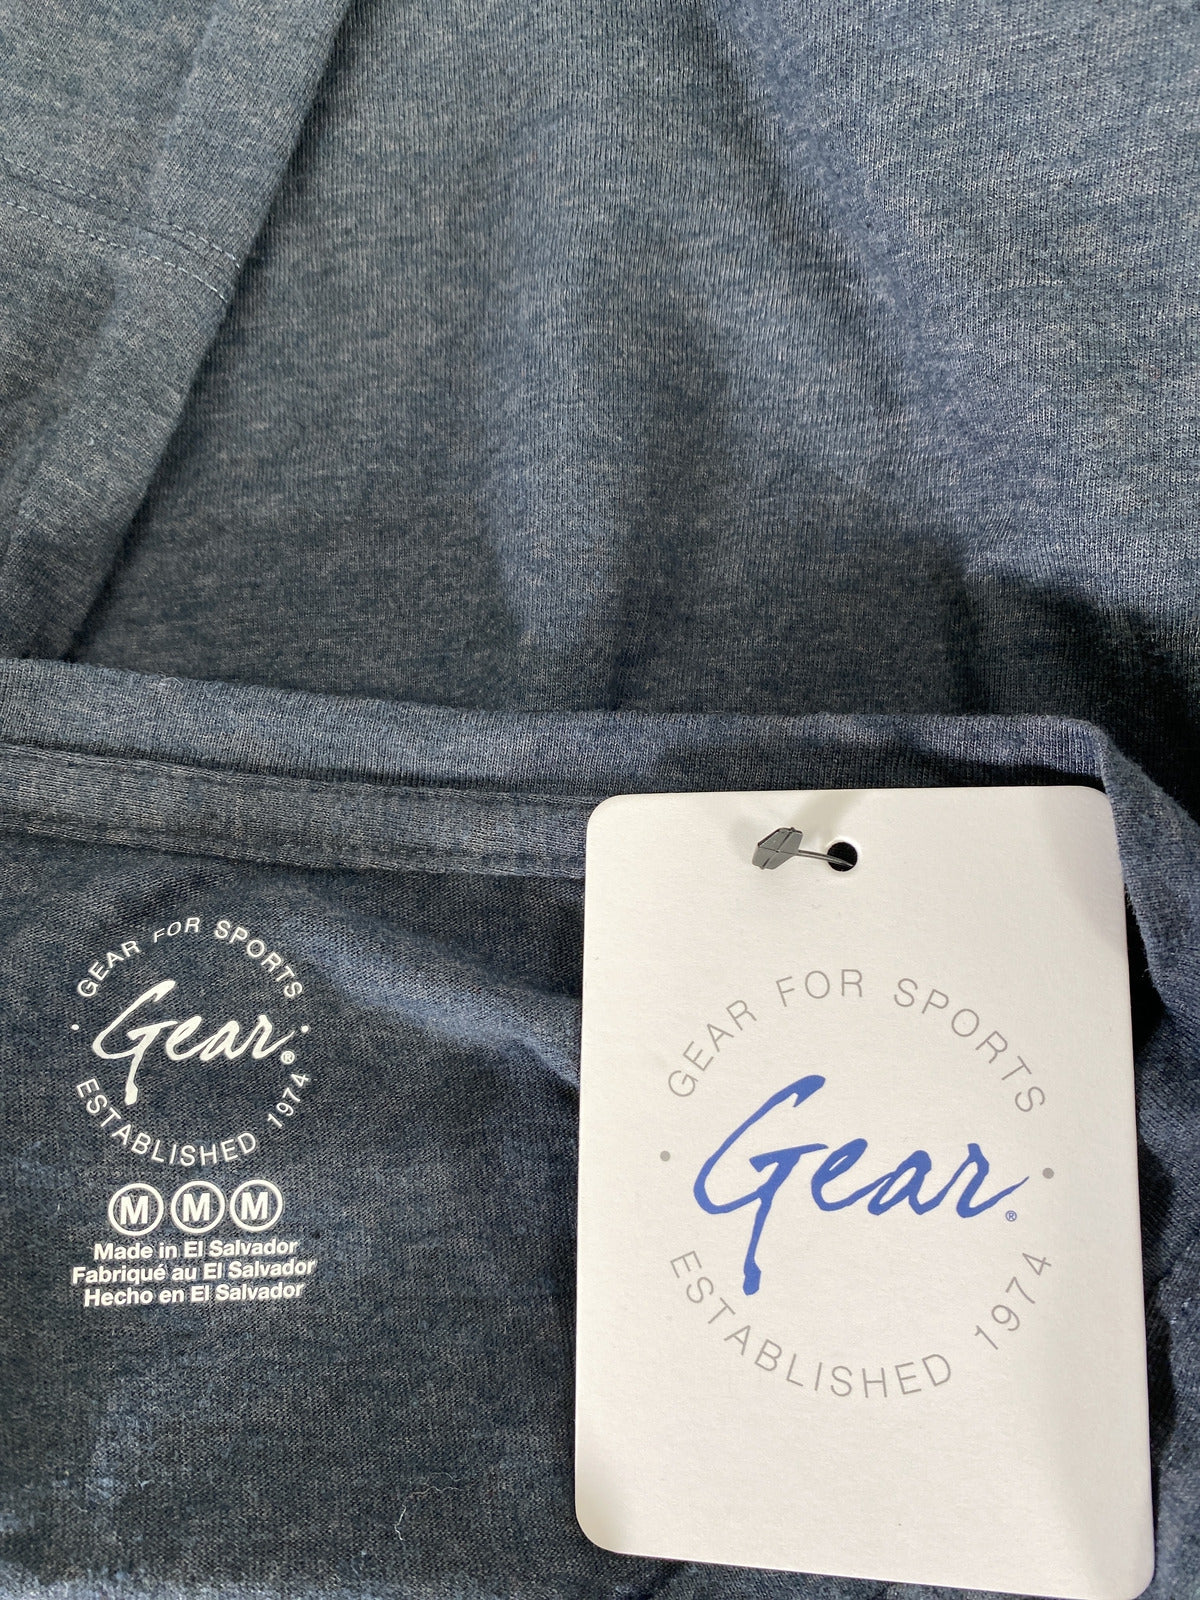 GEAR FOR SPORTS
Gear®
ESTABLISHED 1974
M M M
Made in El Salvador
Fabriqué au El Salvador
Hecho en El Salvador
GEAR FOR SPORTS
Gear®
ESTABLISHED 1974